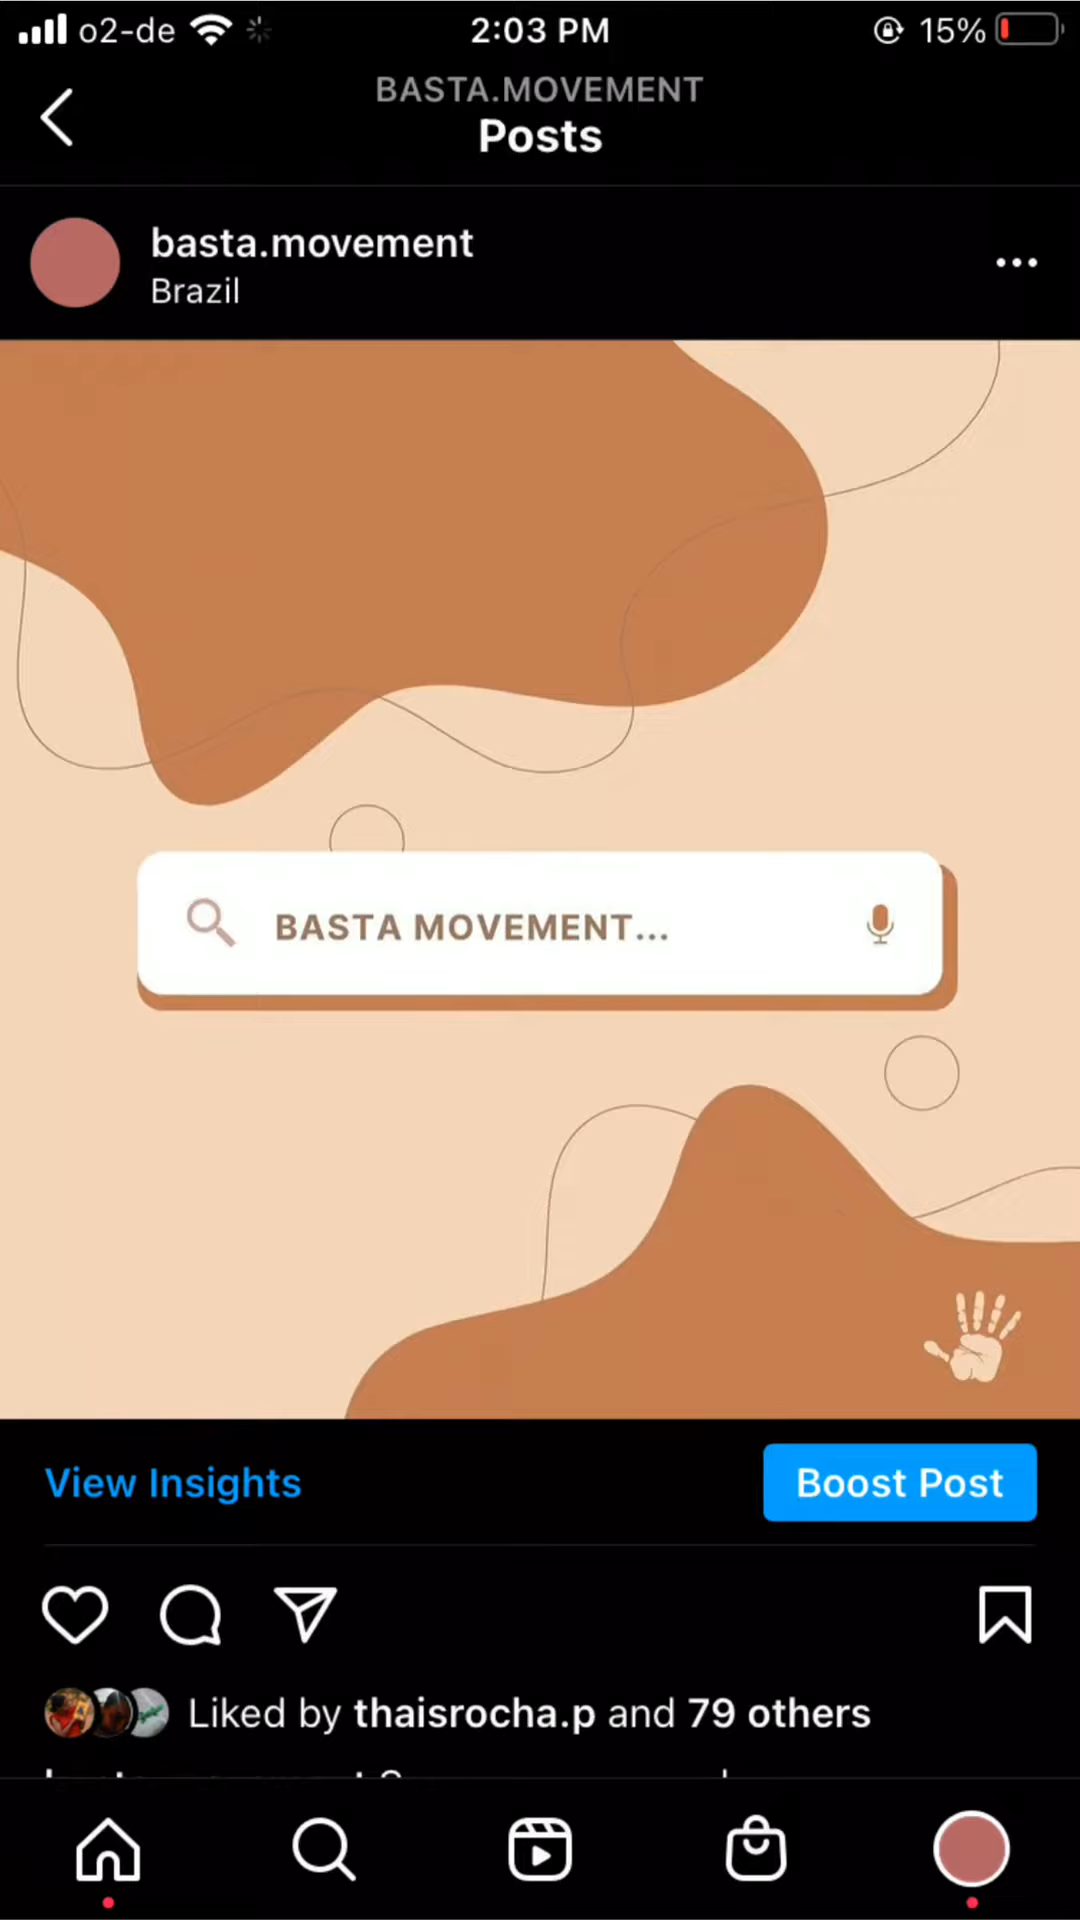 o2-de 2:03 PM 15%
BASTA.MOVEMENT
Posts
basta.movement
Brazil
BASTA MOVEMENT...
View Insights
Boost Post
Liked by thaisrocha.p and 79 others